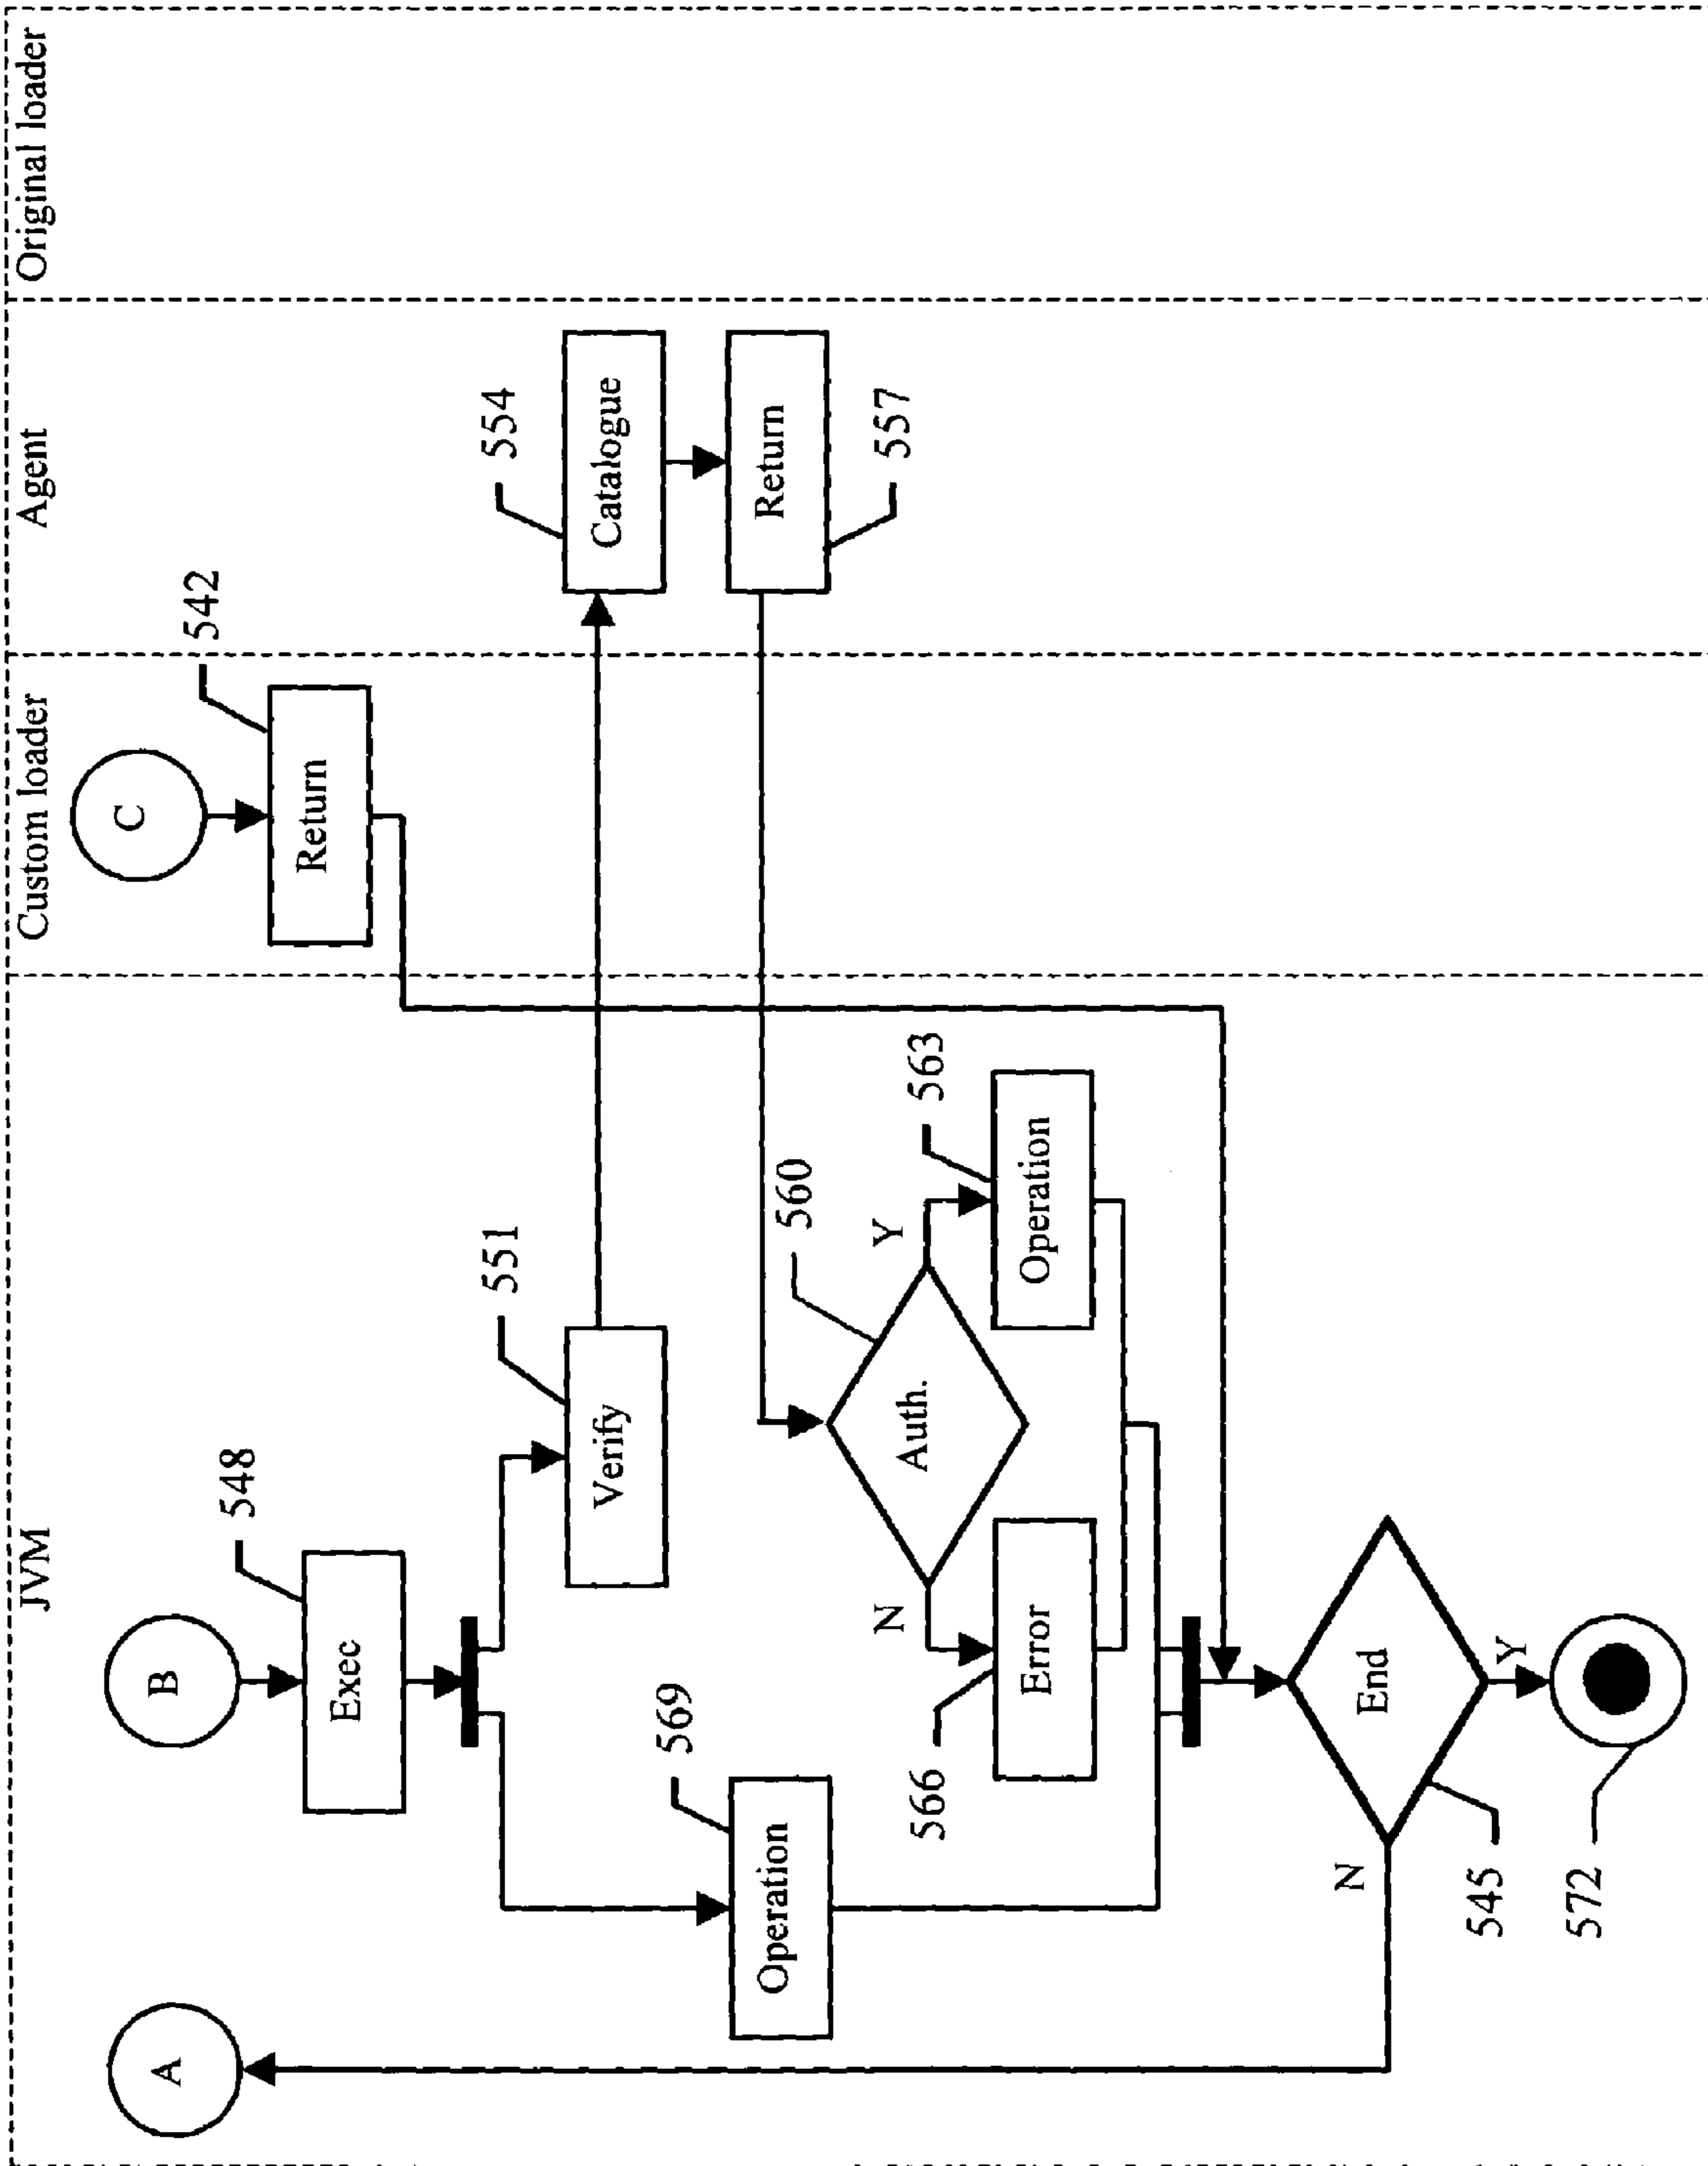 JVM
Custom loader
Agent
Original loader
A
B
C
548
Exec
542
Return
551
Verify
554
Catalogue
569
Operation
Return
557
560
Auth.
N
Y
563
566
Error
Operation
N
End
Y
545
572